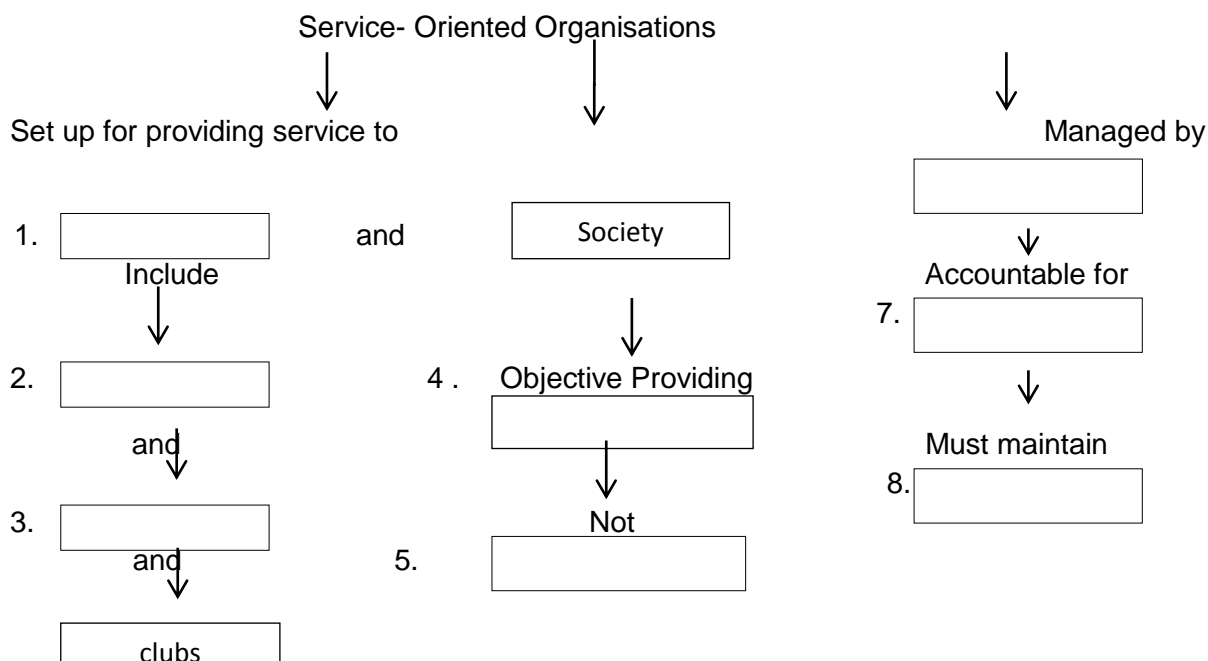 Service- Oriented Organisations
Set up for providing service to
Managed by
1.
and
Society
Include
Accountable for
7.
2.
4 . Objective Providing
and
Must maintain
8.
3.
Not
and
5.
clubs